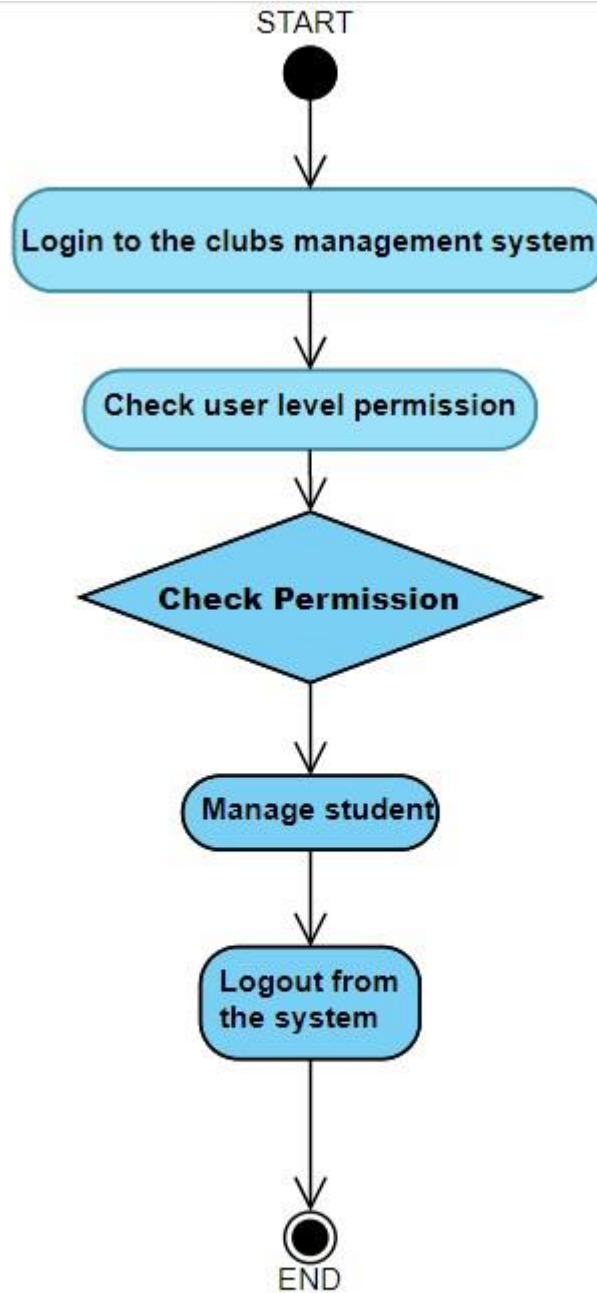 START
Login to the clubs management system
Check user level permission
Check Permission
Manage student
Logout from
the system
END